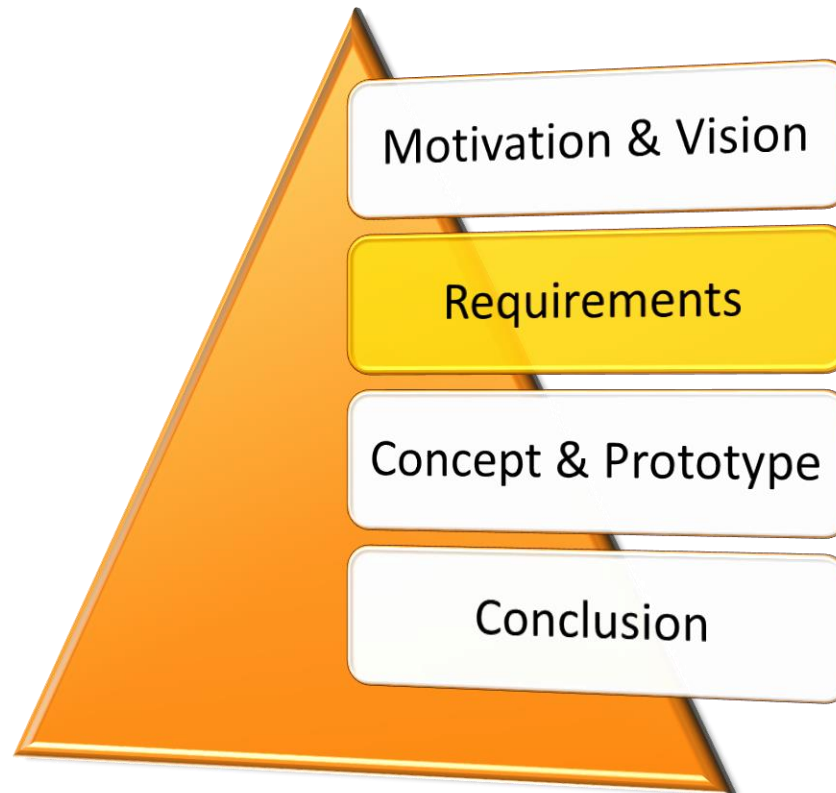 Motivation & Vision
Requirements
Concept & Prototype
Conclusion